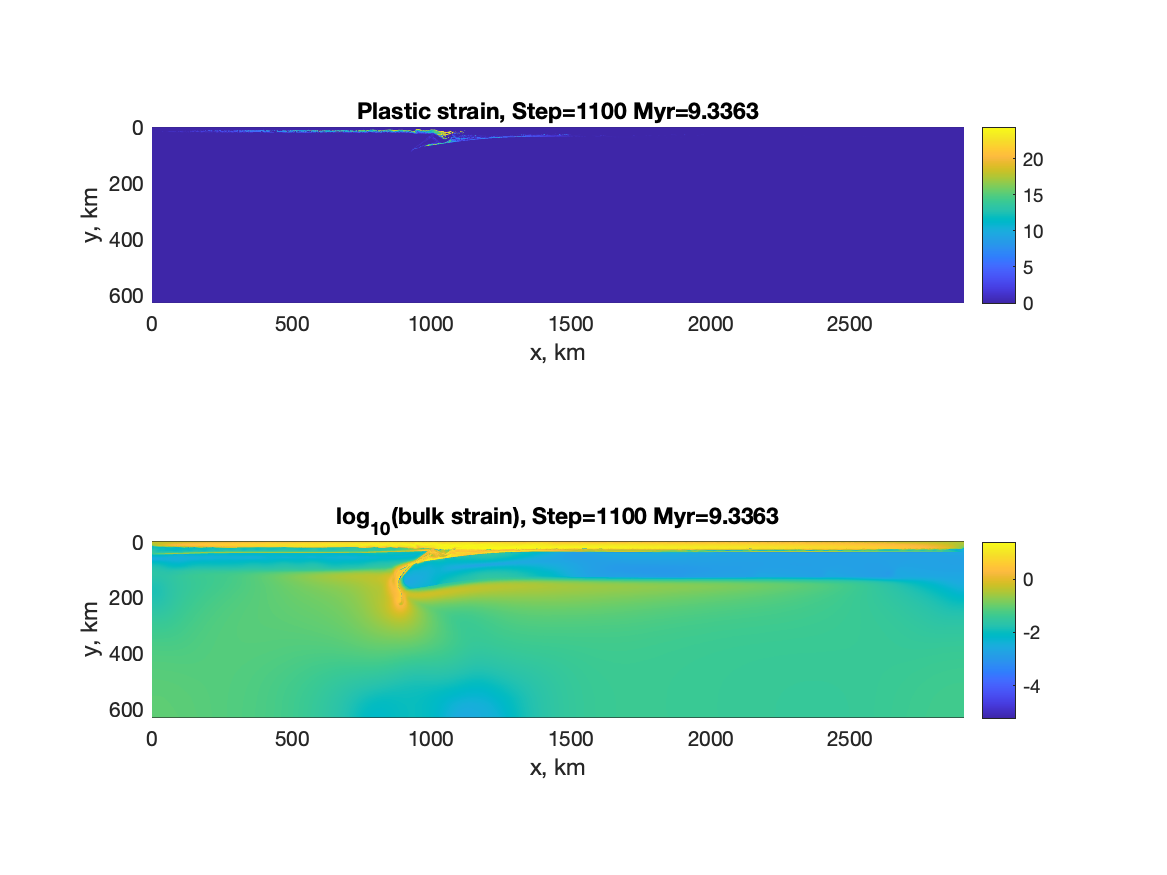 Plastic strain, Step=1100 Myr=9.3363
0
200
400
600
y, km
0 500 1000 1500 2000 2500
x, km
20
15
10
5
0
log10(bulk strain), Step=1100 Myr=9.3363
0
200
400
600
y, km
0 500 1000 1500 2000 2500
x, km
0
-2
-4